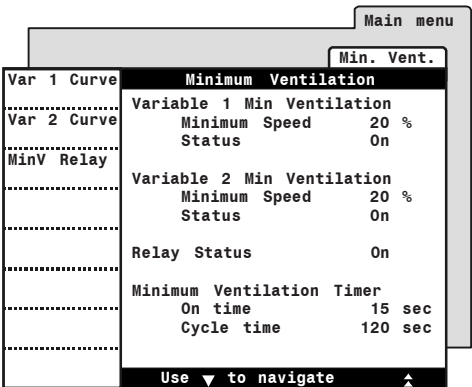 Main menu
Min. Vent.
Var 1 Curve
Var 2 Curve
MinV Relay
Minimum Ventilation
Variable 1 Min Ventilation
Minimum Speed 20 %
Status On
Variable 2 Min Ventilation
Minimum Speed 20 %
Status On
Relay Status On
Minimum Ventilation Timer
On time 15 sec
Cycle time 120 sec
Use ▼ to navigate